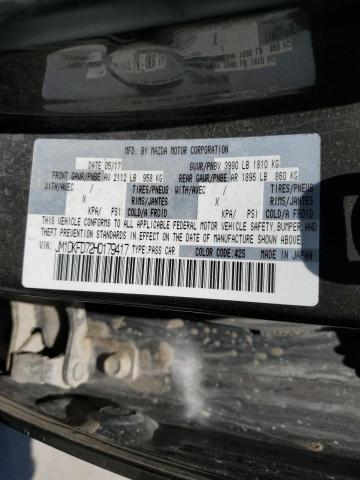 MFD. BY MAZDA MOTOR CORPORATION
DATE 05/17 GVWR/PNBV 3990 LB 1810 KG
FRONT GAWR/PNBE AV 2112 LB 958 KG REAR GAWR/PNBE AR 1896 LB 860 KG
WITH/AVEC / TIRES/PNEUS WITH/AVEC / TIRES/PNEUS
X RIMS/JANTES X RIMS/JANTES
KPA/ PSI COLD/A FROID KPA/ PSI COLD/A FROID
THIS VEHICLE CONFORMS TO ALL APPLICABLE FEDERAL MOTOR VEHICLE SAFETY, BUMPER, AND
THEFT PREVENTION STANDARDS IN EFFECT ON THE DATE OF MANUFACTURE SHOWN ABOVE.
VIN: JM1DKFD72H0179417 TYPE: PASS CAR COLOR CODE: 42S MADE IN JAPAN